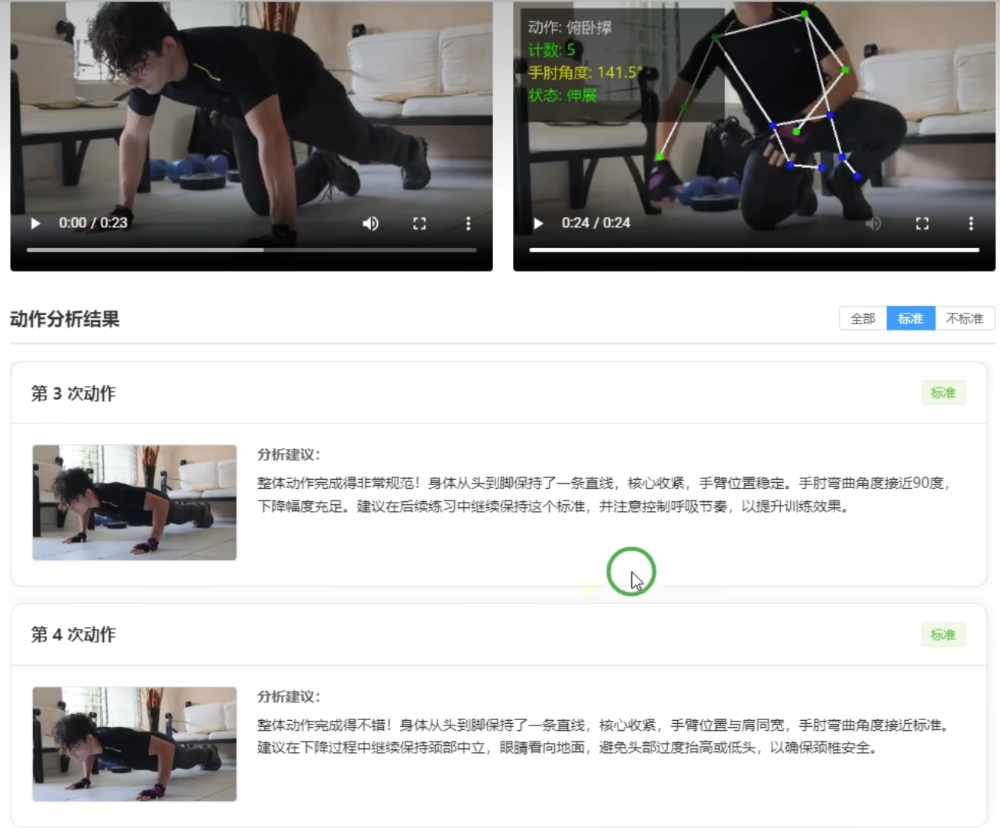 动作: 俯卧撑
计数: 5
手肘角度: 141.5°
状态: 伸展
0:00 / 0:23
0:24 / 0:24
动作分析结果
全部
标准
不标准
第 3 次动作
标准
分析建议：
整体动作完成得非常规范！身体从头到脚保持了一条直线，核心收紧，手臂位置稳定。手肘弯曲角度接近90度，
下降幅度充足。建议在后续练习中继续保持这个标准，并注意控制呼吸节奏，以提升训练效果。
第 4 次动作
标准
分析建议：
整体动作完成得不错！身体从头到脚保持了一条直线，核心收紧，手臂位置与肩同宽，手肘弯曲角度接近标准。
建议在下降过程中继续保持颈部中立，眼睛看向地面，避免头部过度抬高或低头，以确保颈椎安全。